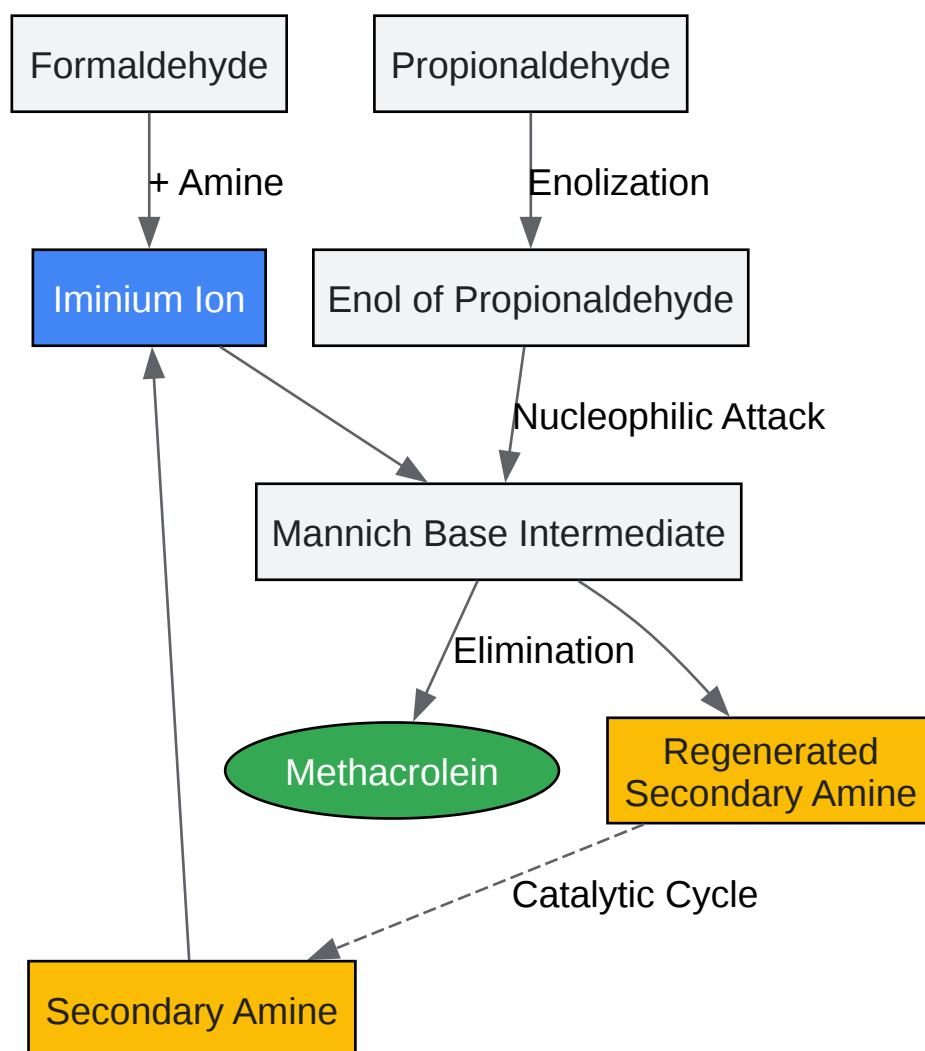 Formaldehyde
Propionaldehyde
+ Amine
Enolization
Iminium Ion
Enol of Propionaldehyde
Nucleophilic Attack
Mannich Base Intermediate
Elimination
Methacrolein
Regenerated
Secondary Amine
Catalytic Cycle
Secondary Amine